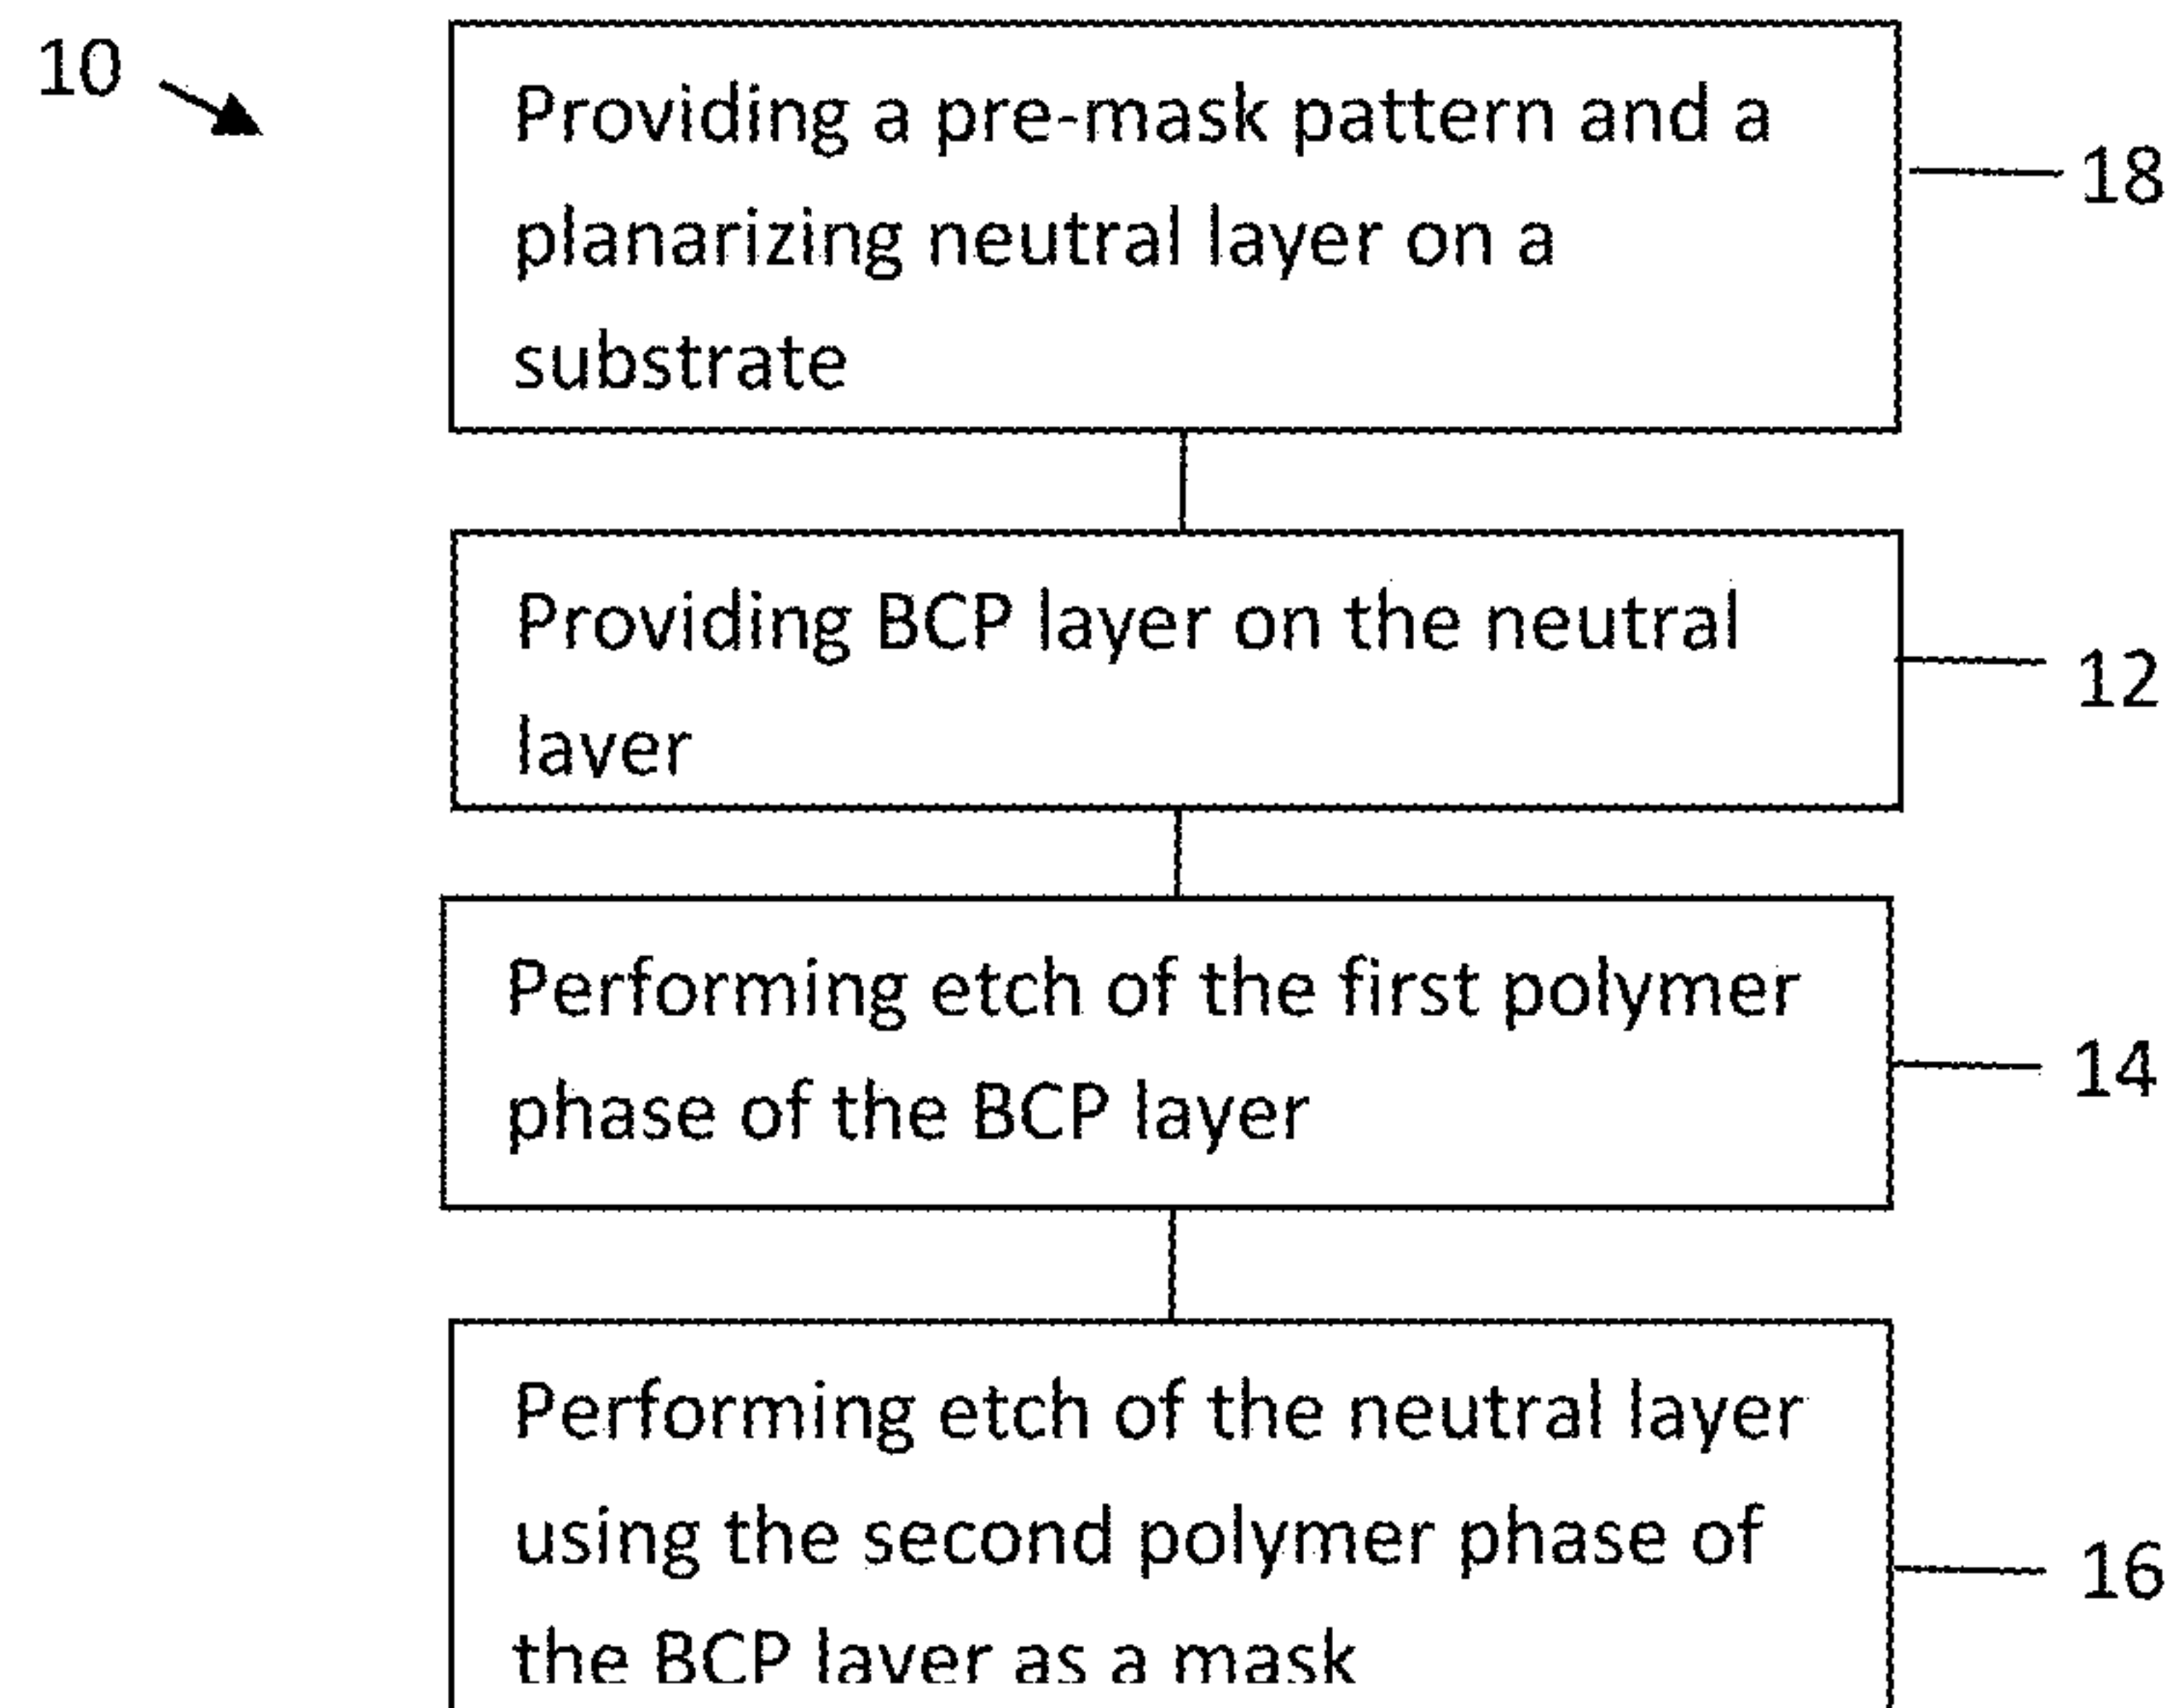 10
Providing a pre-mask pattern and a
planarizing neutral layer on a
substrate
18
Providing BCP layer on the neutral
layer
12
Performing etch of the first polymer
phase of the BCP layer
14
Performing etch of the neutral layer
using the second polymer phase of
the BCP layer as a mask
16